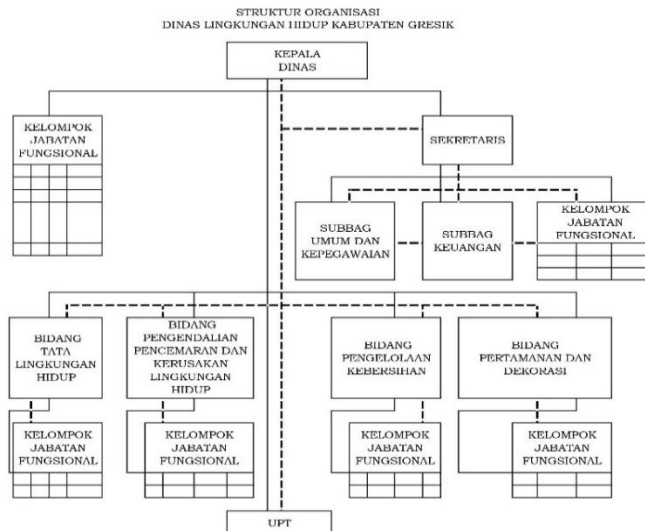 STRUKTUR ORGANISASI
DINAS LINGKUNGAN HIDUP KABUPATEN GRESIK
KEPALA
DINAS
KELOMPOK
JABATAN
FUNGSIONAL
SEKRETARIS
SUBBAG
UMUM DAN
KEPEGAWAIAN
SUBBAG
KEUANGAN
KELOMPOK
JABATAN
FUNGSIONAL
BIDANG
TATA
LINGKUNGAN
HIDUP
BIDANG
PENGENDALIAN
PENCEMARAN DAN
KERUSAKAN
LINGKUNGAN
HIDUP
BIDANG
PENGELOLAAN
KEBERSIHAN
BIDANG
PERTAMANAN DAN
DEKORASI
KELOMPOK
JABATAN
FUNGSIONAL
KELOMPOK
JABATAN
FUNGSIONAL
KELOMPOK
JABATAN
FUNGSIONAL
KELOMPOK
JABATAN
FUNGSIONAL
UPT